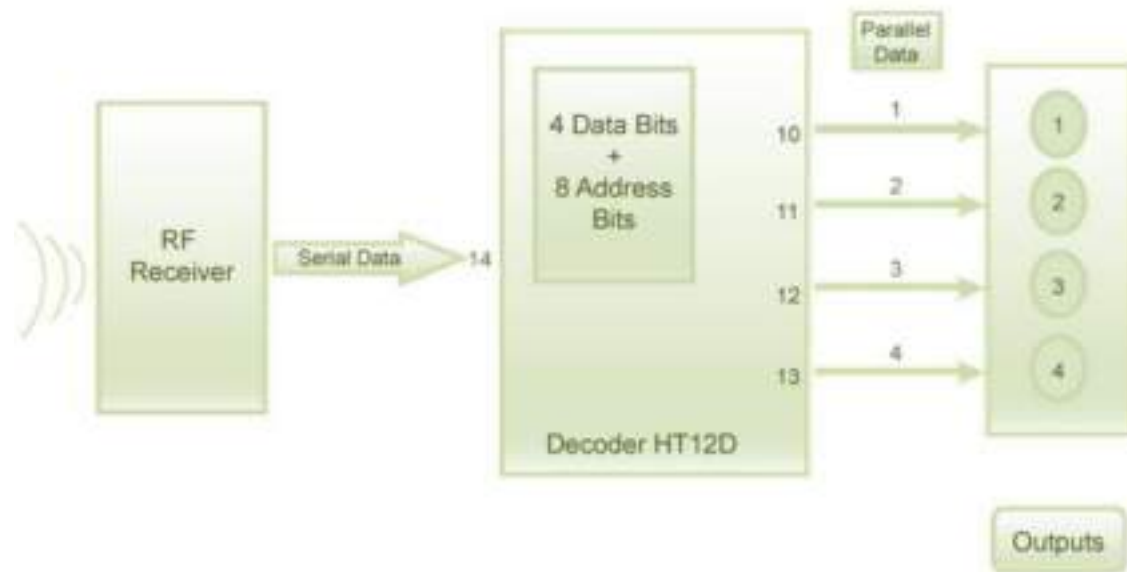 RF
Receiver
Serial Data
14
4 Data Bits
+
8 Address
Bits
10
11
12
13
Decoder HT12D
Parallel
Data
1
2
3
4
1
2
3
4
Outputs